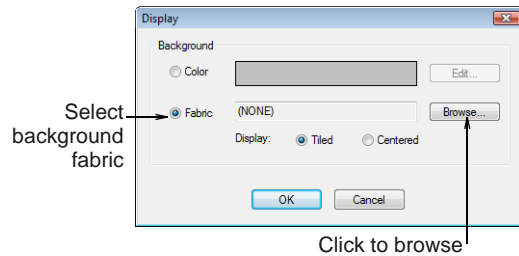 Display
Background
Color
Edit...
Select
background
fabric
Fabric
(NONE)
Browse...
Display:
Tiled
Centered
OK
Cancel
Click to browse